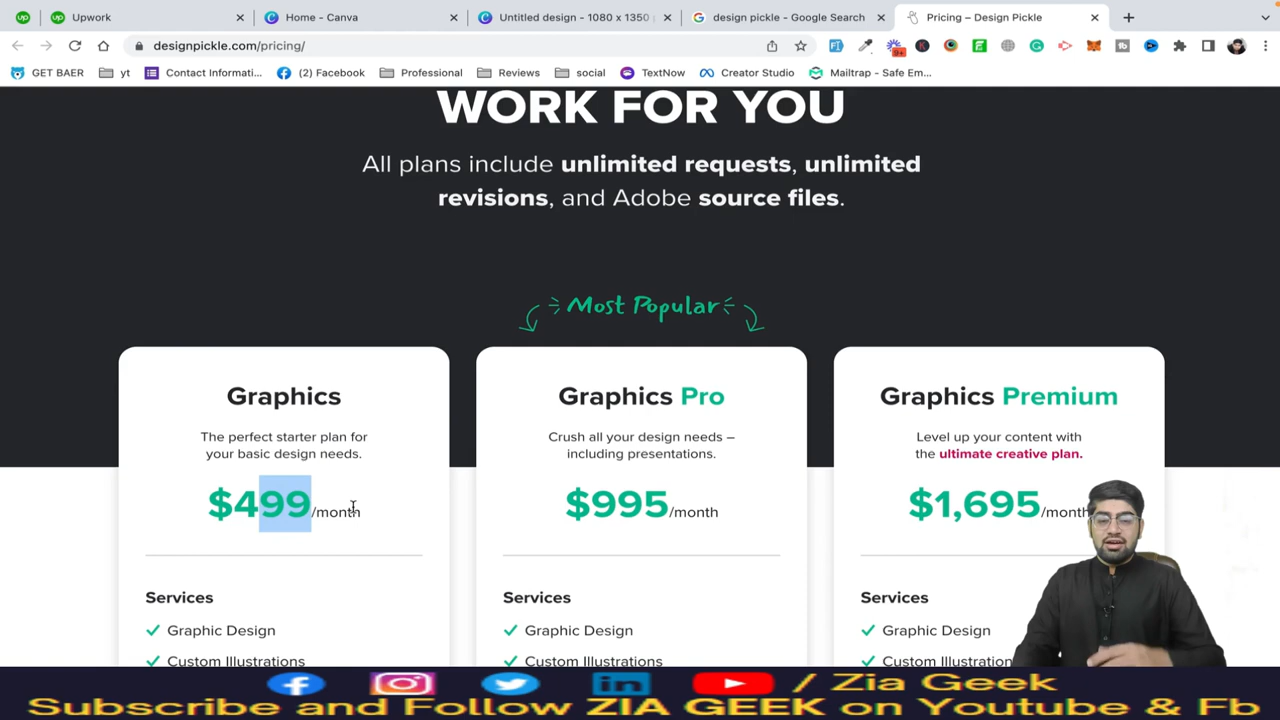 Upwork
Home - Canva
Untitled design - 1080 x 1350
design pickle - Google Search
Pricing – Design Pickle
designpickle.com/pricing/
9+
GET BAER
yt
Contact Informati...
(2) Facebook
Professional
Reviews
social
TextNow
Creator Studio
Mailtrap - Safe Em...
WORK FOR YOU
All plans include unlimited requests, unlimited
revisions, and Adobe source files.
Most Popular
Graphics
The perfect starter plan for
your basic design needs.
$499/month
Services
Graphic Design
Custom Illustrations
Graphics Pro
Crush all your design needs –
including presentations.
$995/month
Services
Graphic Design
Custom Illustrations
Graphics Premium
Level up your content with
the ultimate creative plan.
$1,695/month
Services
Graphic Design
Custom Illustration
/ Zia Geek
Subscribe and Follow ZIA GEEK on Youtube & Fb